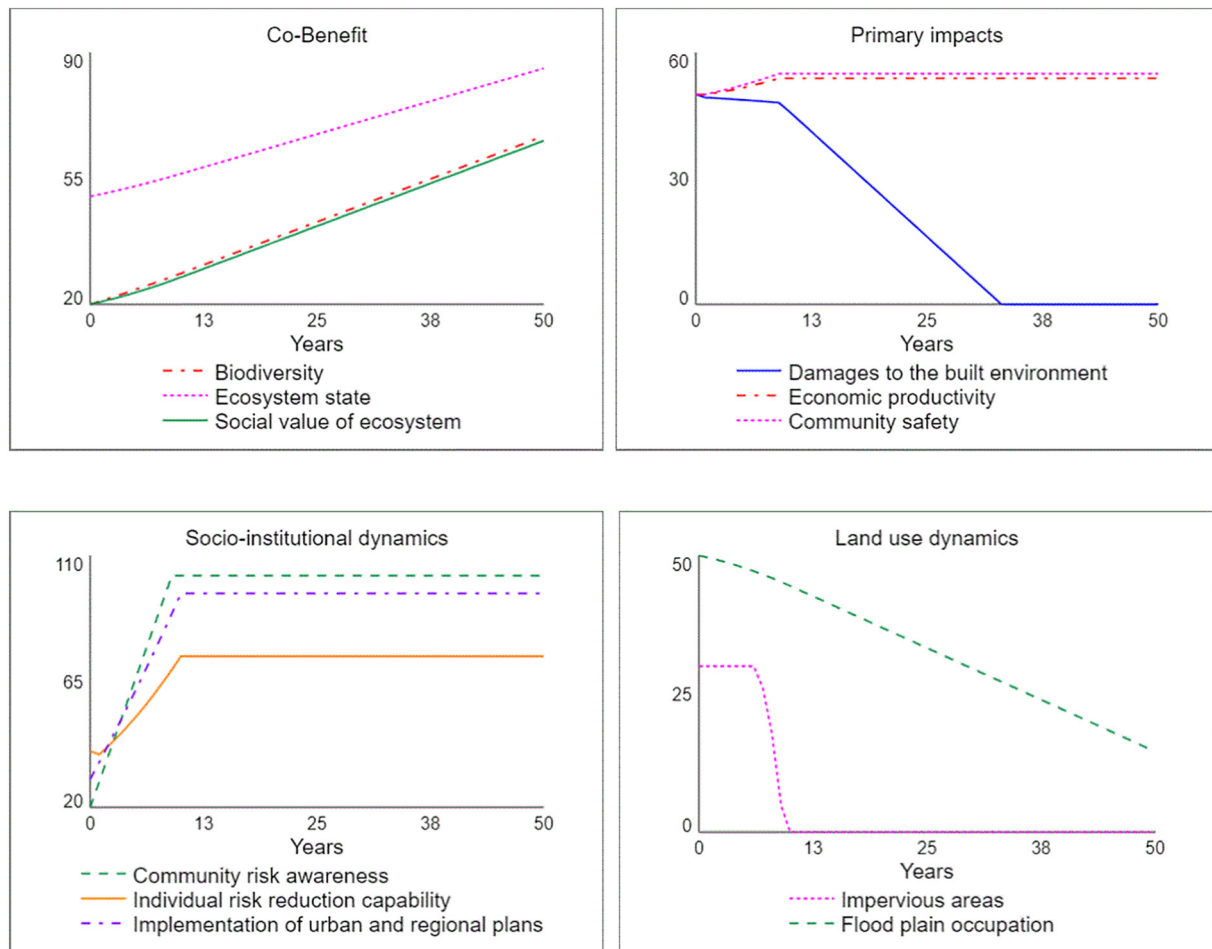 Co-Benefit
90
55
20
0 13 25 38 50
Years
Biodiversity
Ecosystem state
Social value of ecosystem
Primary impacts
60
30
0
0 13 25 38 50
Years
Damages to the built environment
Economic productivity
Community safety
Socio-institutional dynamics
110
65
20
0 13 25 38 50
Years
Community risk awareness
Individual risk reduction capability
Implementation of urban and regional plans
Land use dynamics
50
25
0
0 13 25 38 50
Years
Impervious areas
Flood plain occupation